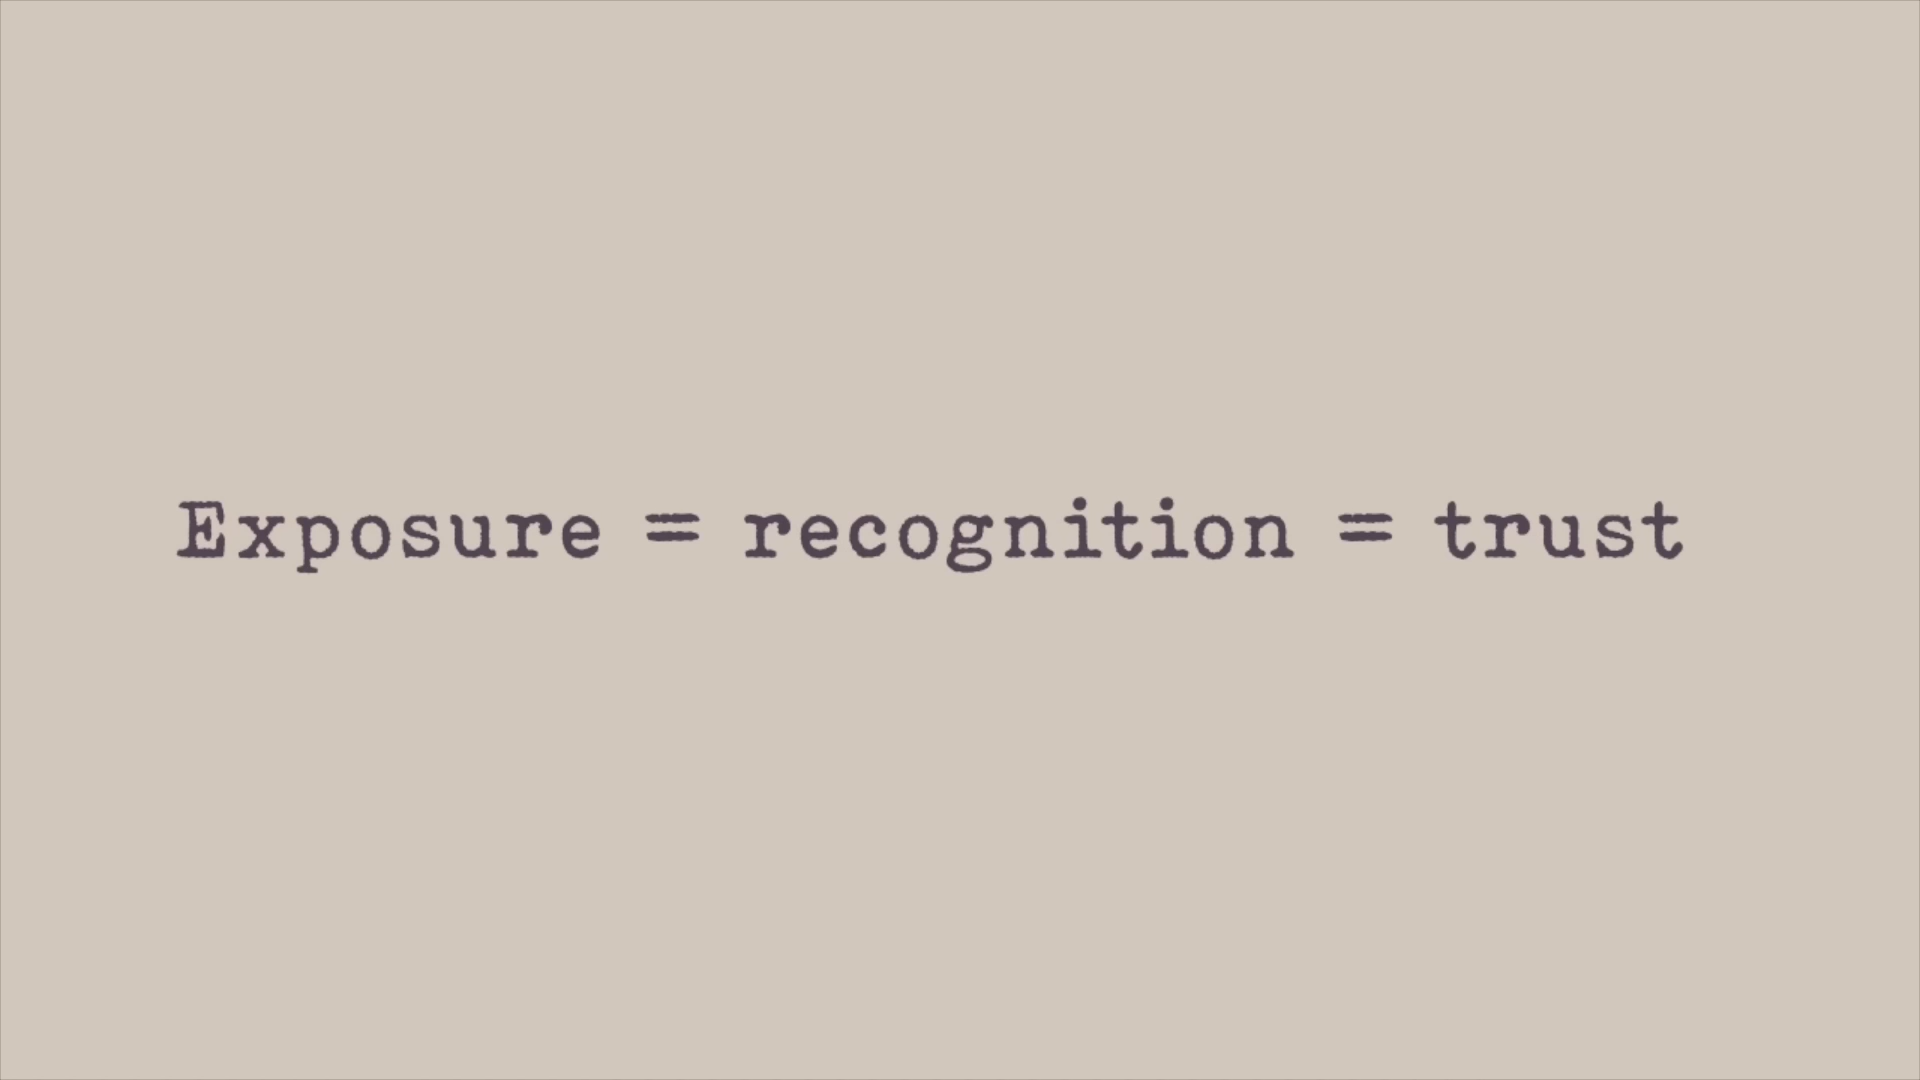 Exposure = recognition = trust